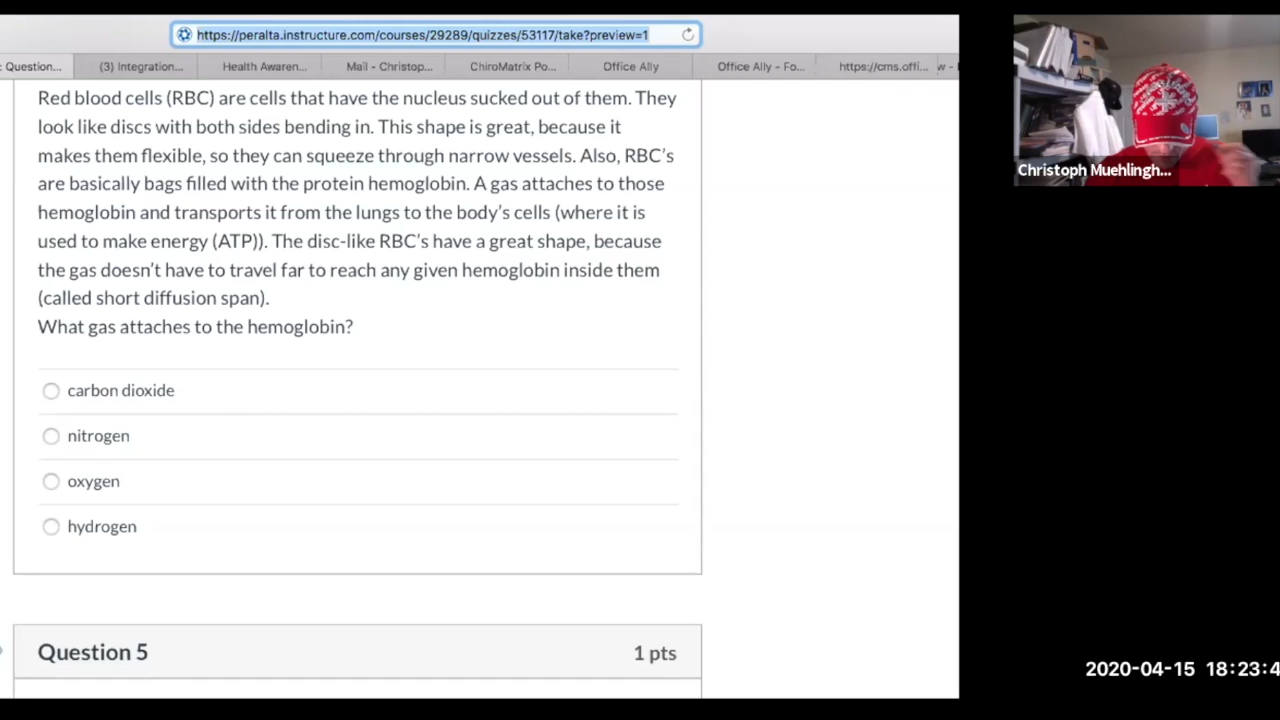 https://peralta.instructure.com/courses/29289/quizzes/53117/take?preview=1
Question...
(3) Integration...
Health Awaren...
Mail - Christop...
ChiroMatrix Po...
Office Ally
Office Ally - Fo...
https://cms.offi...
Red blood cells (RBC) are cells that have the nucleus sucked out of them. They
look like discs with both sides bending in. This shape is great, because it
makes them flexible, so they can squeeze through narrow vessels. Also, RBC's
are basically bags filled with the protein hemoglobin. A gas attaches to those
hemoglobin and transports it from the lungs to the body's cells (where it is
used to make energy (ATP)). The disc-like RBC's have a great shape, because
the gas doesn't have to travel far to reach any given hemoglobin inside them
(called short diffusion span).
What gas attaches to the hemoglobin?
carbon dioxide
nitrogen
oxygen
hydrogen
Question 5
1 pts
Christoph Muehlingh...
2020-04-15 18:23:4